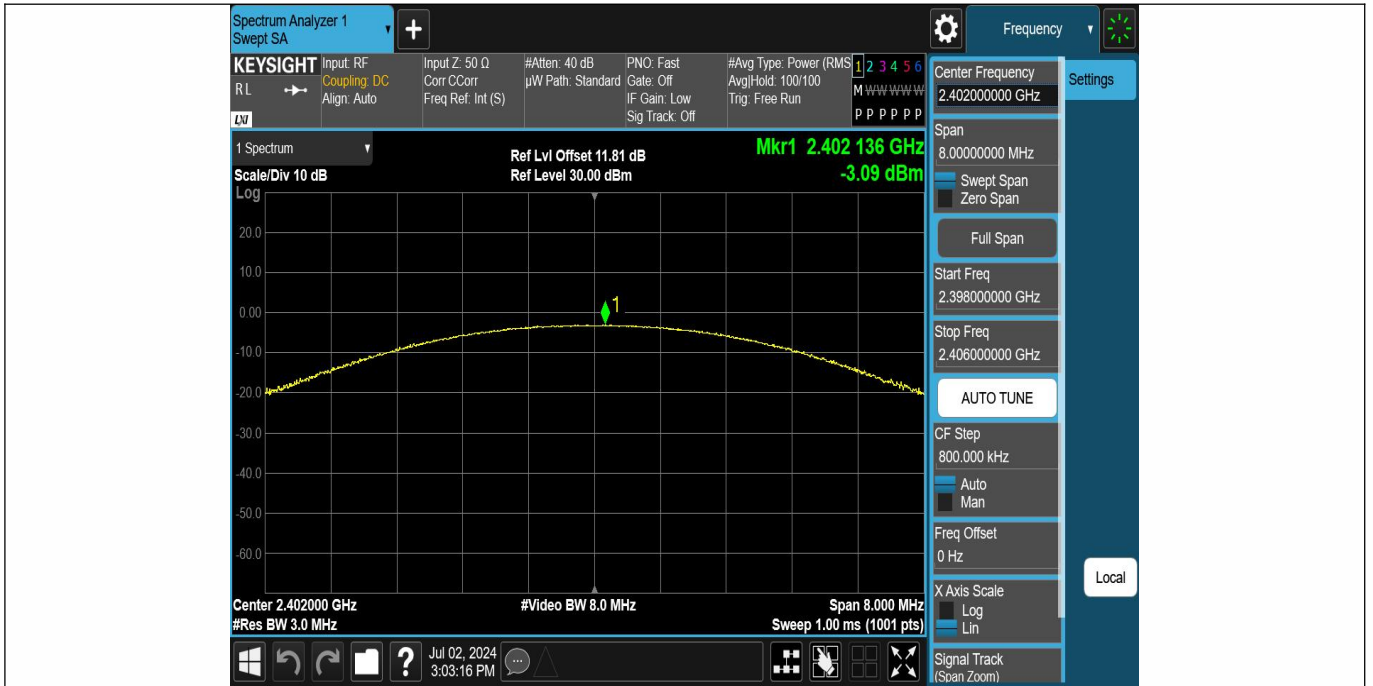 Spectrum Analyzer 1
Swept SA
+
Frequency
KEYSIGHT
RL
LXI
Input: RF
Coupling: DC
Align: Auto
Input Z: 50 Ω
Corr CCorr
Freq Ref: Int (S)
#Atten: 40 dB
µW Path: Standard
PNO: Fast
Gate: Off
IF Gain: Low
Sig Track: Off
#Avg Type: Power (RMS
Avg|Hold: 100/100
Trig: Free Run
1 2 3 4 5 6
M W W W W W
P P P P P P
1 Spectrum
Scale/Div 10 dB
Ref Lvl Offset 11.81 dB
Ref Level 30.00 dBm
Mkr1 2.402 136 GHz
-3.09 dBm
Log
20.0
10.0
0.00
-10.0
-20.0
-30.0
-40.0
-50.0
-60.0
1
Center 2.402000 GHz
#Res BW 3.0 MHz
#Video BW 8.0 MHz
Span 8.000 MHz
Sweep 1.00 ms (1001 pts)
?
Jul 02, 2024
3:03:16 PM
Center Frequency
2.402000000 GHz
Settings
Span
8.00000000 MHz
Swept Span
Zero Span
Full Span
Start Freq
2.398000000 GHz
Stop Freq
2.406000000 GHz
AUTO TUNE
CF Step
800.000 kHz
Auto
Man
Freq Offset
0 Hz
Local
X Axis Scale
Log
Lin
Signal Track
(Span Zoom)